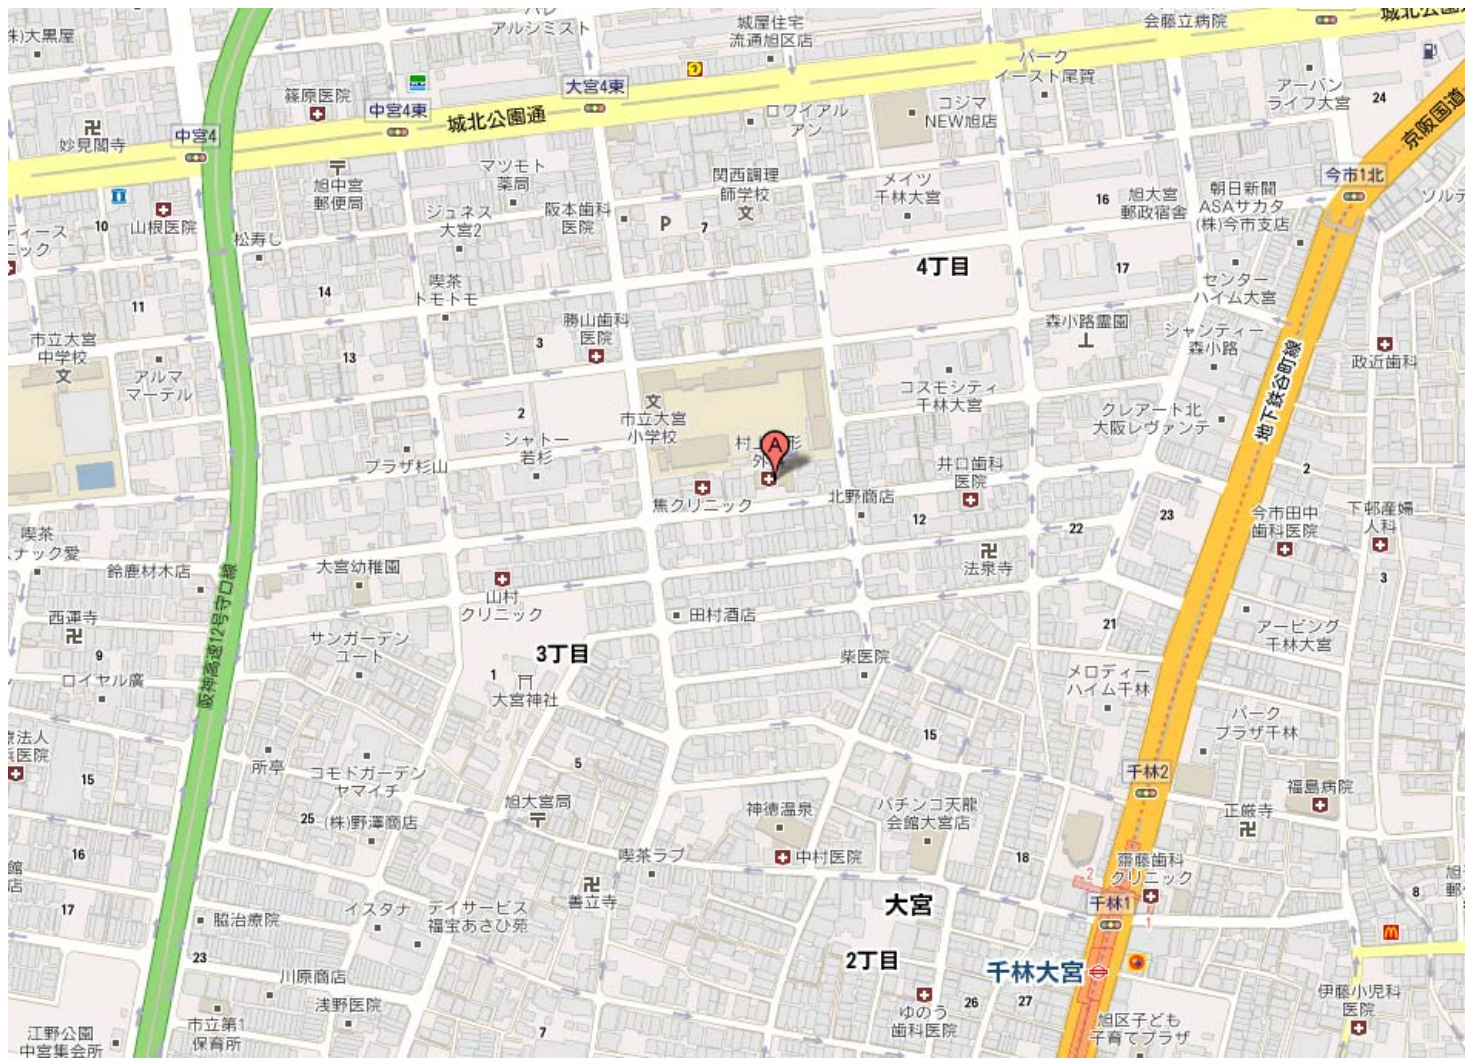 アルシミスト
城屋住宅
流通旭区店
会藤立病院
株)大黒屋
パーク
イースト尾賀
アーバン
ライフ大宮
24
京阪国道
篠原医院
中宮4東
大宮4東
城北公園通
ロワイアル
アン
コジマ
NEW旭店
中宮4
妙見閣寺
旭中宮
郵便局
マツモト
薬局
関西調理
師学校
メイツ
千林大宮
16
旭大宮
郵政宿舎
朝日新聞
ASAサカタ
(株)今市支店
今市1北
10
山根医院
松寿し
ジュネス
大宮2
阪本歯科
医院
P
7
4丁目
17
センター
ハイム大宮
11
14
喫茶
トモトモ
勝山歯科
医院
3
森小路霊園
シャンティー
森小路
地下鉄谷町線
政近歯科
市立大宮
中学校
文
アルマ
マーテル
13
2
文
市立大宮
小学校
コスモシティ
千林大宮
クレアート北
大阪レヴァンテ
シャトー
若杉
プラザ杉山
A
焦クリニック
北野商店
井口歯科
医院
12
22
23
2
今市田中
歯科医院
下邨産婦
人科
3
喫茶
スナック愛
鈴鹿材木店
大宮幼稚園
山村
クリニック
田村酒店
法泉寺
21
アービング
千林大宮
西蓮寺
9
ロイヤル廣
サンガーデン
ユート
3丁目
1
大宮神社
柴医院
メロディー
ハイム千林
阪神高速12号守口線
所亭
コモドガーデン
ヤマイチ
5
15
パーク
プラザ千林
15
25
(株)野澤商店
旭大宮局
神徳温泉
パチンコ天龍
会館大宮店
千林2
福島病院
正厳寺
16
喫茶ラブ
中村医院
18
齋藤歯科
クリニック
2
8
17
脇治療院
イスタナ
デイサービス
福宝あさひ苑
善立寺
大宮
千林1
1
23
川原商店
浅野医院
2丁目
千林大宮
26
27
ゆのう
歯科医院
伊藤小児科
医院
江野公園
中宮集会所
市立第1
保育所
7
旭区子ども
子育てプラザ